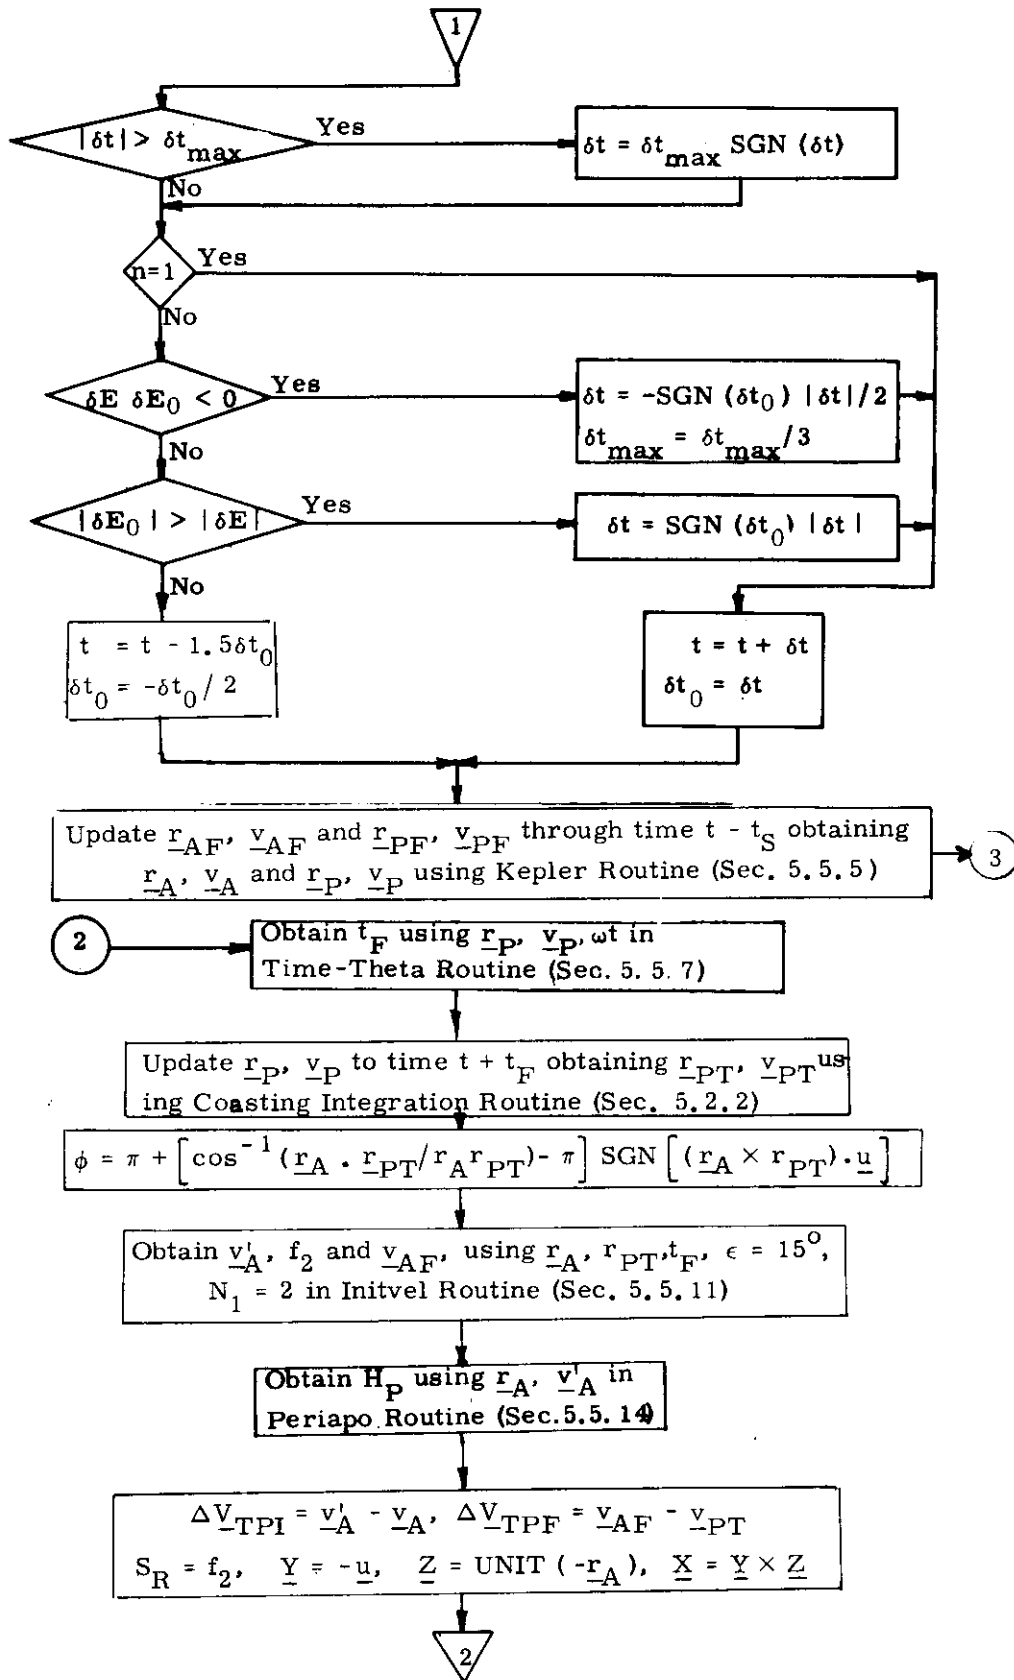 1
|δt| > δt_max
Yes
δt = δt_max SGN (δt)
No
n=1
Yes
No
δE δE_0 < 0
Yes
δt = -SGN (δt_0) |δt|/2
δt_max = δt_max/3
No
|δE_0| > |δE|
Yes
δt = SGN (δt_0) |δt|
No
t = t - 1.5δt_0
δt_0 = -δt_0 / 2
t = t + δt
δt_0 = δt
Update r_AF, v_AF and r_PF, v_PF through time t - t_S obtaining
r_A, v_A and r_P, v_P using Kepler Routine (Sec. 5.5.5)
3
2
Obtain t_F using r_P, v_P, ωt in
Time-Theta Routine (Sec. 5.5.7)
Update r_P, v_P to time t + t_F obtaining r_PT, v_PT us
ing Coasting Integration Routine (Sec. 5.2.2)
φ = π + [cos^-1 (r_A . r_PT/r_A r_PT) - π] SGN [(r_A × r_PT).u]
Obtain v'_A, f_2 and v_AF, using r_A, r_PT, t_F, ε = 15°,
N_1 = 2 in Initvel Routine (Sec. 5.5.11)
Obtain H_P using r_A, v'_A in
Periapo Routine (Sec.5.5.14)
ΔV_TPI = v'_A - v_A, ΔV_TPF = v_AF - v_PT
S_R = f_2, Y = -u, Z = UNIT (-r_A), X = Y × Z
2